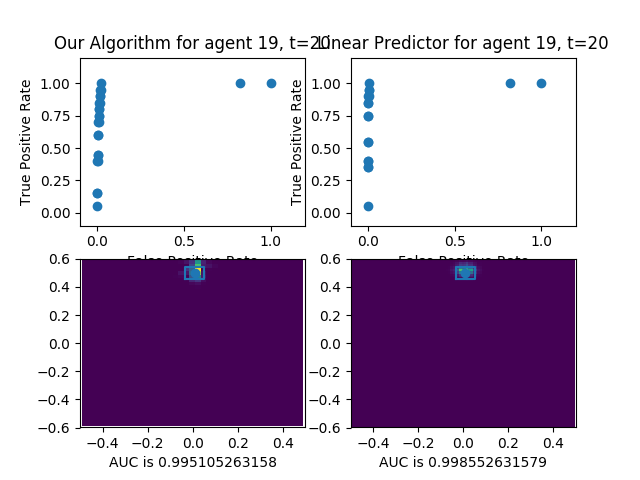 Our Algorithm for agent 19, t=20
Linear Predictor for agent 19, t=20
True Positive Rate
1.00
0.75
0.50
0.25
0.00
0.0 0.5 1.0
False Positive Rate
True Positive Rate
1.00
0.75
0.50
0.25
0.00
0.0 0.5 1.0
False Positive Rate
0.6
0.4
0.2
0.0
−0.2
−0.4
−0.6
−0.4 −0.2 0.0 0.2 0.4
AUC is 0.995105263158
0.6
0.4
0.2
0.0
−0.2
−0.4
−0.6
−0.4 −0.2 0.0 0.2 0.4
AUC is 0.998552631579